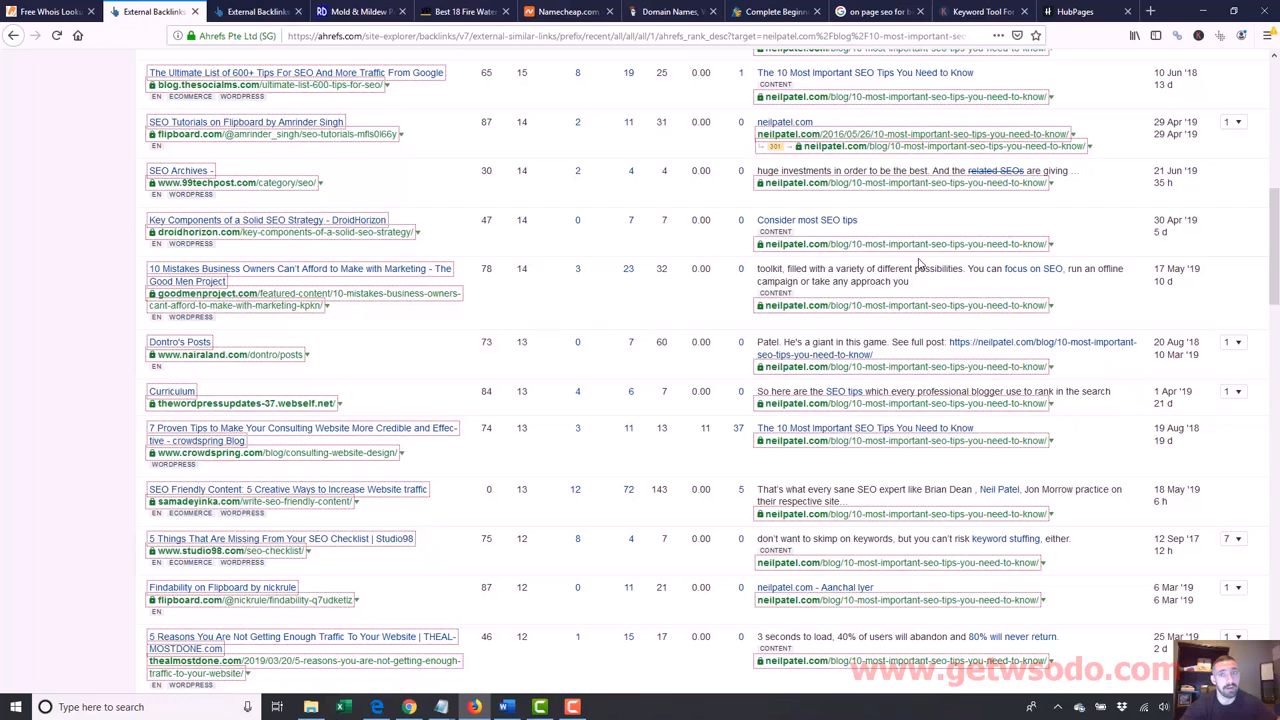 Free Whois Looku
External Backlinks
External Backlinks
Mold & Mildew P
Best 18 Fire Water
Namecheap.com
Domain Names, W
Complete Beginne
on page seo for be
Keyword Tool For
HubPages
Ahrefs Pte Ltd (SG)
https://ahrefs.com/site-explorer/backlinks/v7/external-similar-links/prefix/recent/all/all/all/1/ahrefs_rank_desc?target=neilpatel.com%2Fblog%2F10-most-important-seo-
neilpatel.com/blog/10-most-important-seo-tips-you-need-to-know/
The Ultimate List of 600+ Tips For SEO And More Traffic From Google 65 15 8 19 25 0.00 1 The 10 Most Important SEO Tips You Need to Know 10 Jun '18
blog.thesocialms.com/ultimate-list-600-tips-for-seo/ CONTENT 13 d
EN ECOMMERCE WORDPRESS neilpatel.com/blog/10-most-important-seo-tips-you-need-to-know/
SEO Tutorials on Flipboard by Amrinder Singh 87 14 2 11 31 0.00 0 neilpatel.com 29 Apr '19 1
flipboard.com/@amrinder_singh/seo-tutorials-mfls0l66y neilpatel.com/2016/05/26/10-most-important-seo-tips-you-need-to-know/ 29 Apr '19
EN 301 neilpatel.com/blog/10-most-important-seo-tips-you-need-to-know/
SEO Archives - 30 14 2 4 4 0.00 0 huge investments in order to be the best. And the related SEOs are giving ... 21 Jun '19
www.99techpost.com/category/seo/ neilpatel.com/blog/10-most-important-seo-tips-you-need-to-know/ 35 h
EN WORDPRESS
Key Components of a Solid SEO Strategy - DroidHorizon 47 14 0 7 7 0.00 0 Consider most SEO tips 30 Apr '19
droidhorizon.com/key-components-of-a-solid-seo-strategy/ CONTENT 5 d
EN WORDPRESS neilpatel.com/blog/10-most-important-seo-tips-you-need-to-know/
10 Mistakes Business Owners Can't Afford to Make with Marketing - The 78 14 3 23 32 0.00 0 toolkit, filled with a variety of different possibilities. You can focus on SEO, run an offline 17 May '19
Good Men Project campaign or take any approach you 10 d
goodmenproject.com/featured-content/10-mistakes-business-owners- CONTENT
cant-afford-to-make-with-marketing-kpkn/ neilpatel.com/blog/10-most-important-seo-tips-you-need-to-know/
EN WORDPRESS
Dontro's Posts 73 13 0 7 60 0.00 0 Patel. He's a giant in this game. See full post: https://neilpatel.com/blog/10-most-important- 20 Aug '18 1
www.nairaland.com/dontro/posts seo-tips-you-need-to-know/ 10 Mar '19
neilpatel.com/blog/10-most-important-seo-tips-you-need-to-know/
Curriculum 84 13 4 6 7 0.00 0 So here are the SEO tips which every professional blogger use to rank in the search 1 Apr '19 1
thewordpressupdates-37.webself.net/ neilpatel.com/blog/10-most-important-seo-tips-you-need-to-know/ 21 d
7 Proven Tips to Make Your Consulting Website More Credible and Effec- 74 13 3 11 13 11 37 The 10 Most Important SEO Tips You Need to Know 19 Aug '18
tive - crowdspring Blog neilpatel.com/blog/10-most-important-seo-tips-you-need-to-know/ 19 d
www.crowdspring.com/blog/consulting-website-design/
WORDPRESS
SEO Friendly Content: 5 Creative Ways to Increase Website traffic 0 13 12 72 143 0.00 5 That's what every sane SEO expert like Brian Dean , Neil Patel, Jon Morrow practice on 18 May '19
samadeyinka.com/write-seo-friendly-content/ their respective site... 6 h
EN ECOMMERCE WORDPRESS neilpatel.com/blog/10-most-important-seo-tips-you-need-to-know/
5 Things That Are Missing From Your SEO Checklist | Studio98 75 12 8 4 7 0.00 0 don't want to skimp on keywords, but you can't risk keyword stuffing, either. 12 Sep '17 7
www.studio98.com/seo-checklist/ CONTENT 12 h
EN ECOMMERCE WORDPRESS neilpatel.com/blog/10-most-important-seo-tips-you-need-to-know/
Findability on Flipboard by nickrule 87 12 0 11 21 0.00 0 neilpatel.com - Aanchal Iyer 6 Mar '19 1
flipboard.com/@nickrule/findability-q7udketiz neilpatel.com/blog/10-most-important-seo-tips-you-need-to-know/ 6 Mar '19
EN
5 Reasons You Are Not Getting Enough Traffic To Your Website | THEAL- 46 12 1 15 17 0.00 0 3 seconds to load, 40% of users will abandon and 80% will never return. 25 Mar '19 1
MOSTDONE.com CONTENT 2 d
thealmostdone.com/2019/03/20/5-reasons-you-are-not-getting-enough- neilpatel.com/blog/10-most-important-seo-tips-you-need-to-know/
traffic-to-your-website/
EN WORDPRESS
www.getwsodo.com
Type here to search